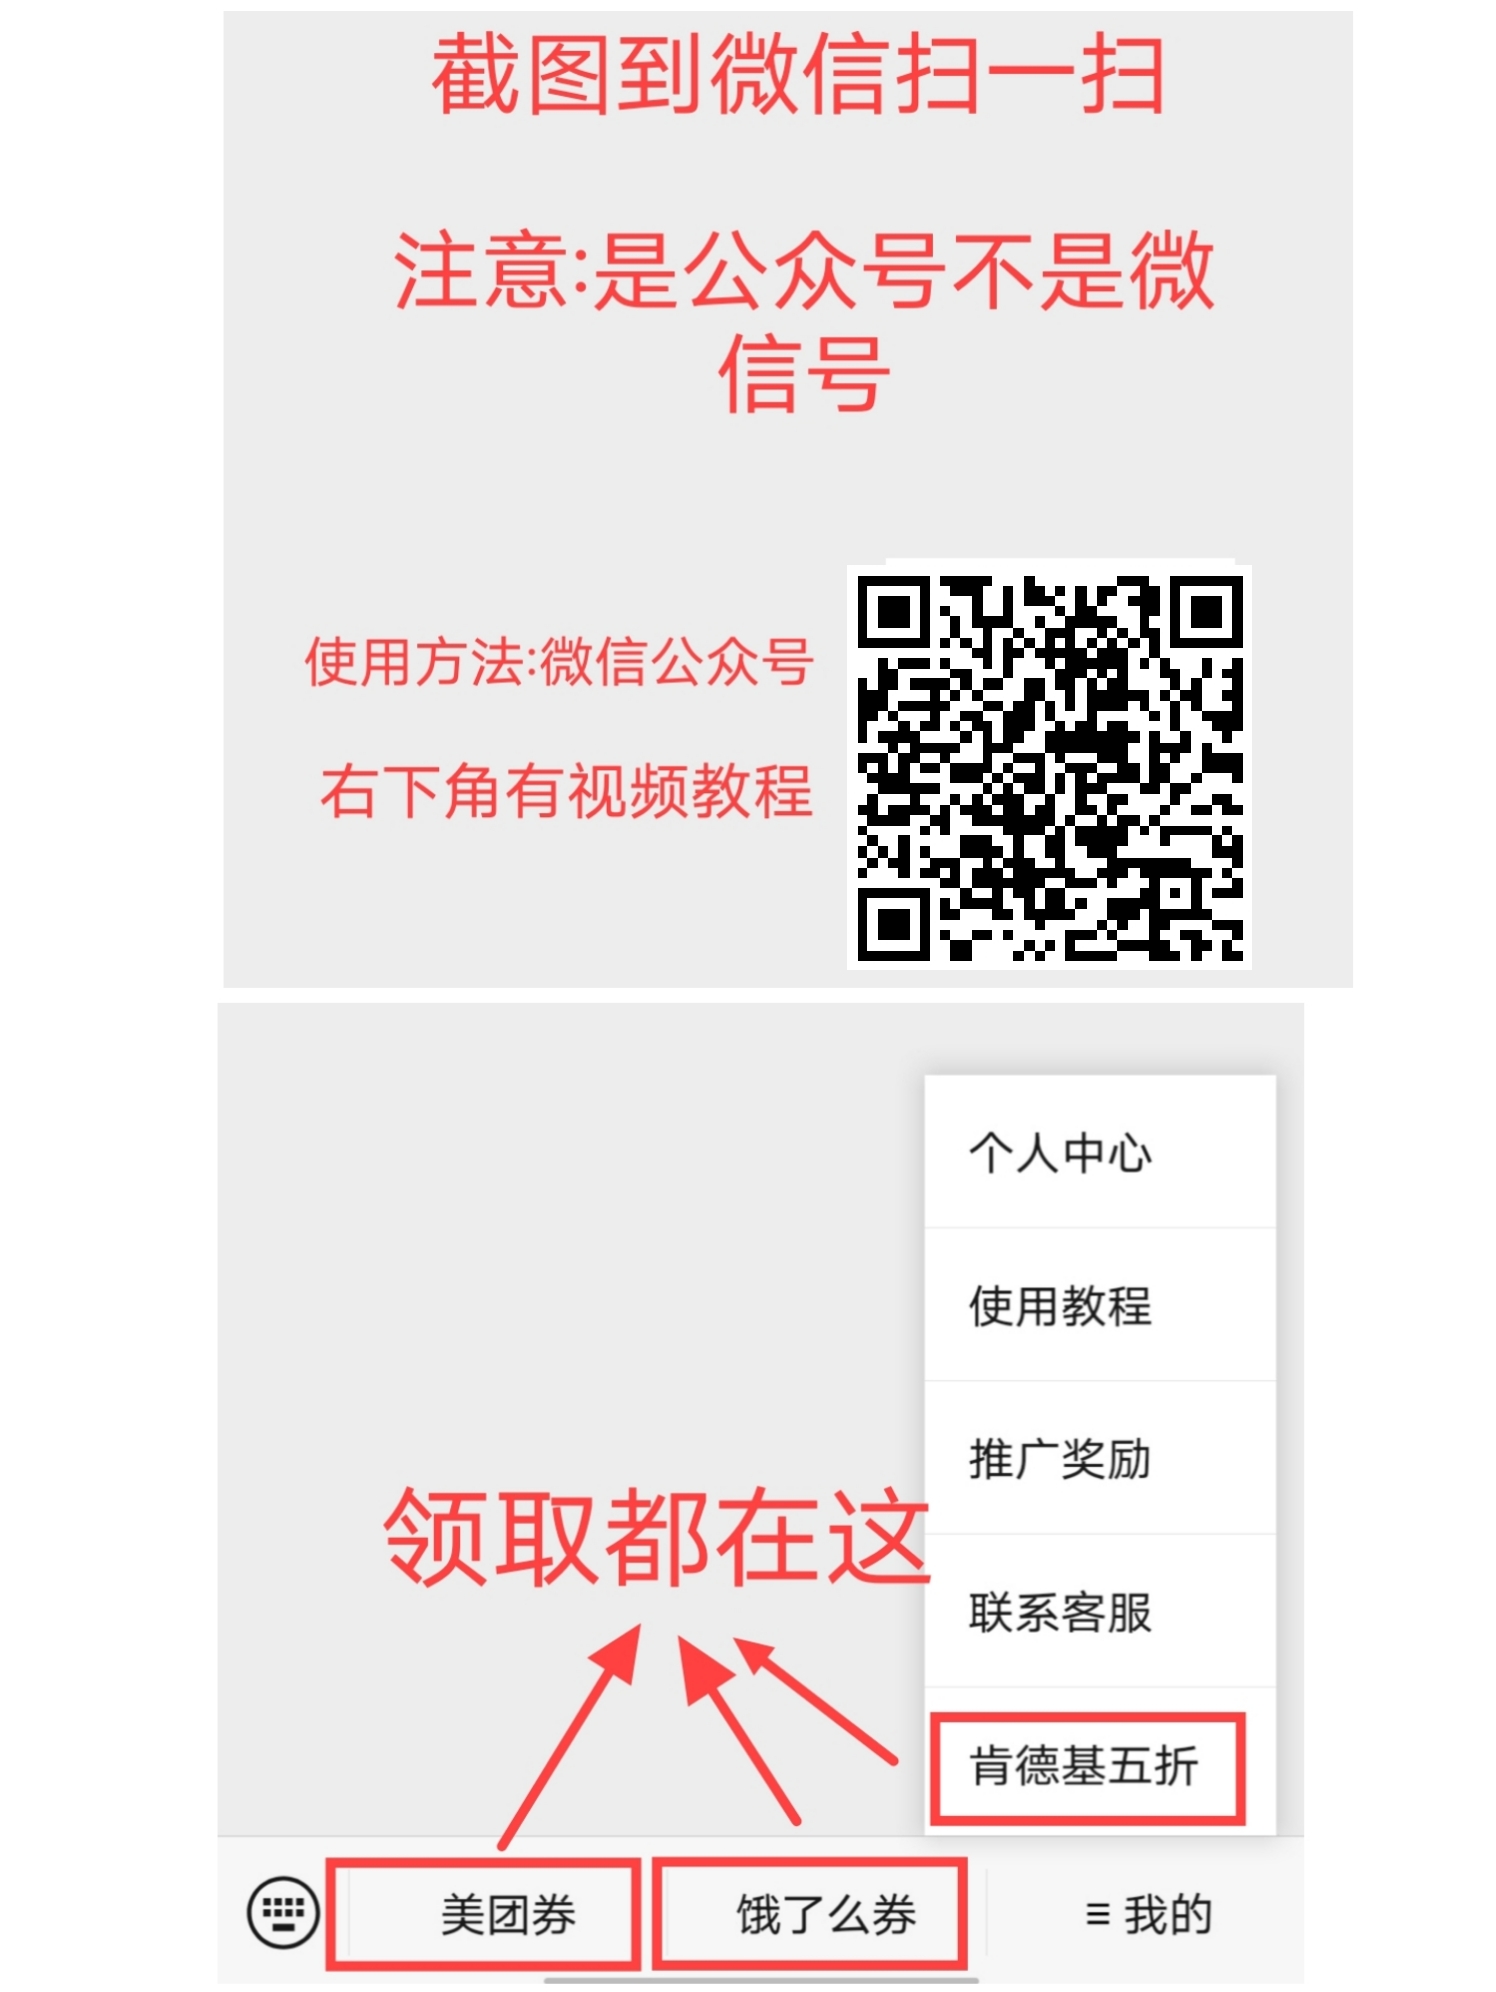 截图到微信扫一扫
注意:是公众号不是微
信号
使用方法:微信公众号
右下角有视频教程
个人中心
使用教程
推广奖励
领取都在这
联系客服
肯德基五折
美团券
饿了么券
我的